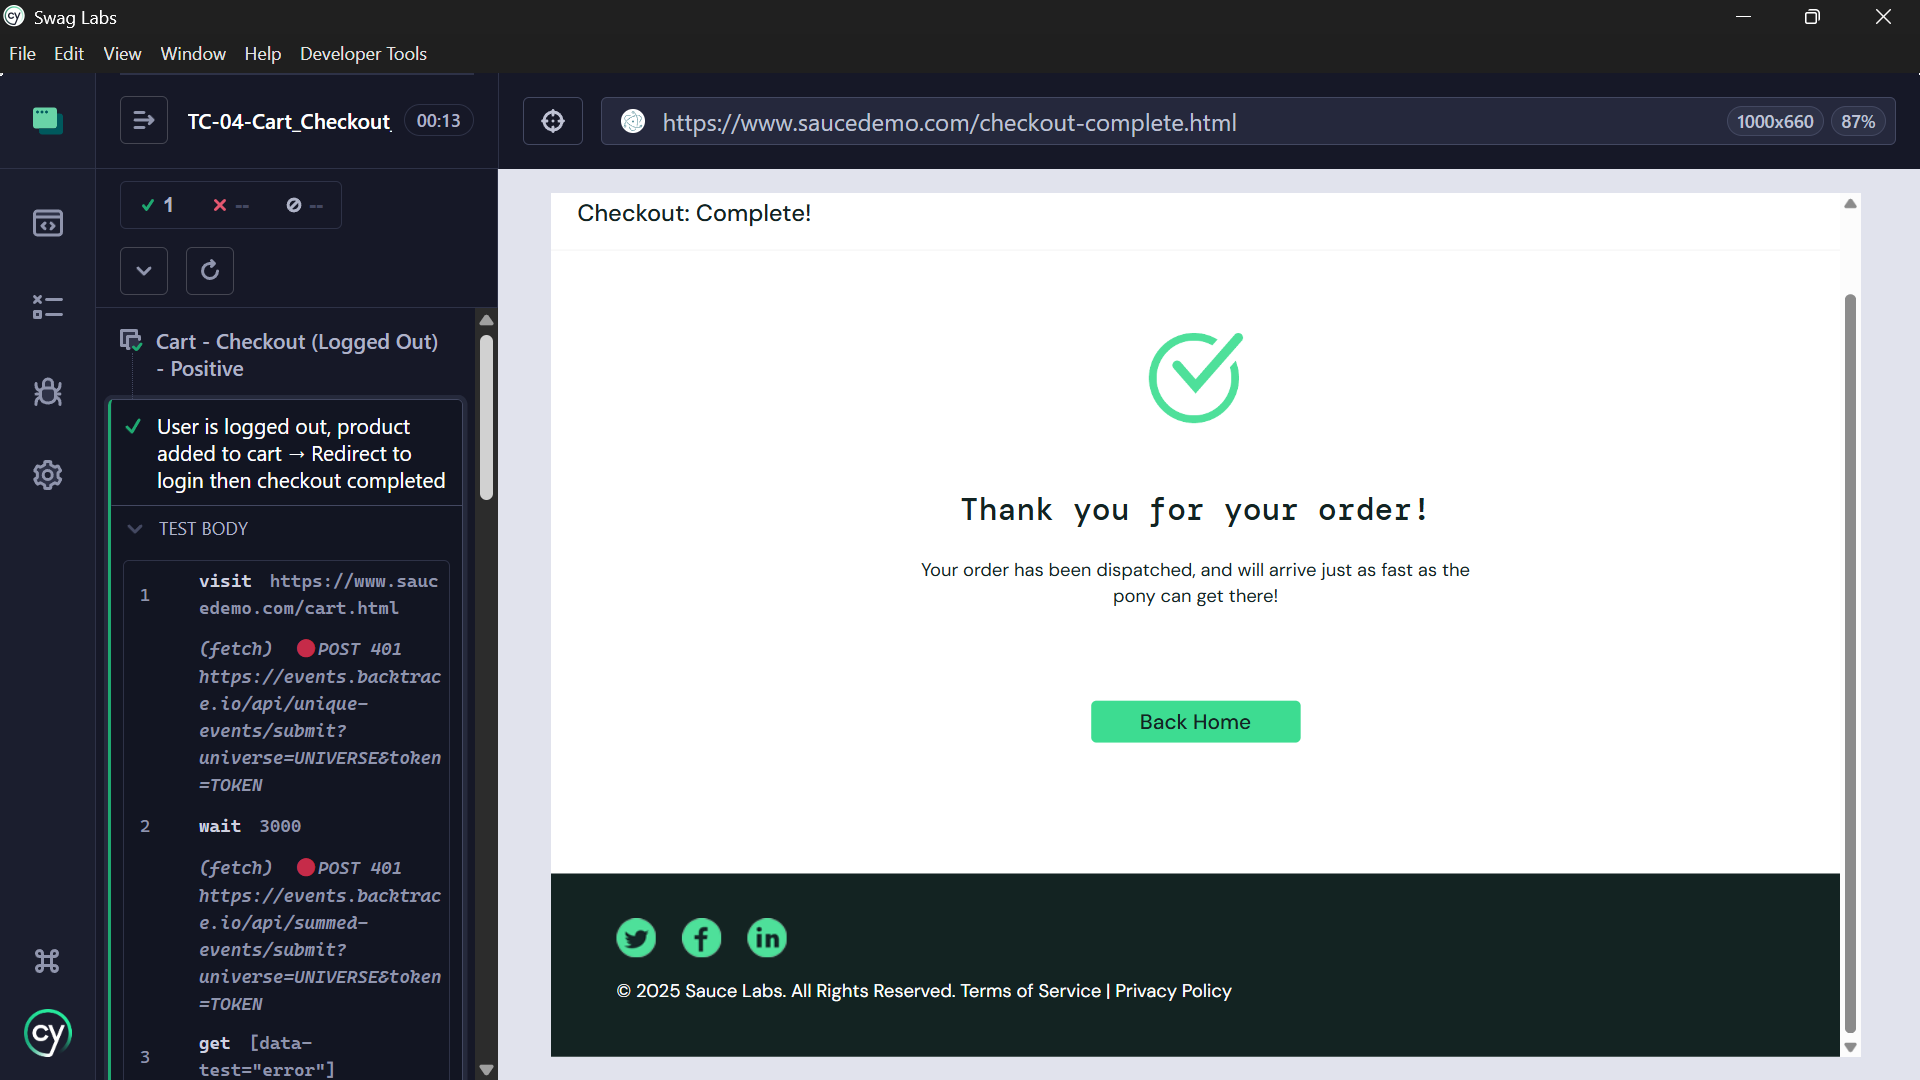 Swag Labs
File Edit View Window Help Developer Tools
TC-04-Cart_Checkout_ 00:13
https://www.saucedemo.com/checkout-complete.html 1000x660 87%
1 -- --
Cart - Checkout (Logged Out)
- Positive
User is logged out, product
added to cart → Redirect to
login then checkout completed
TEST BODY
1 visit https://www.sauc
edemo.com/cart.html
(fetch) POST 401
https://events.backtrac
e.io/api/unique-
events/submit?
universe=UNIVERSE&token
=TOKEN
2 wait 3000
(fetch) POST 401
https://events.backtrac
e.io/api/summed-
events/submit?
universe=UNIVERSE&token
=TOKEN
3 get [data-
test="error"]
cy
Checkout: Complete!
Thank you for your order!
Your order has been dispatched, and will arrive just as fast as the
pony can get there!
Back Home
© 2025 Sauce Labs. All Rights Reserved. Terms of Service | Privacy Policy